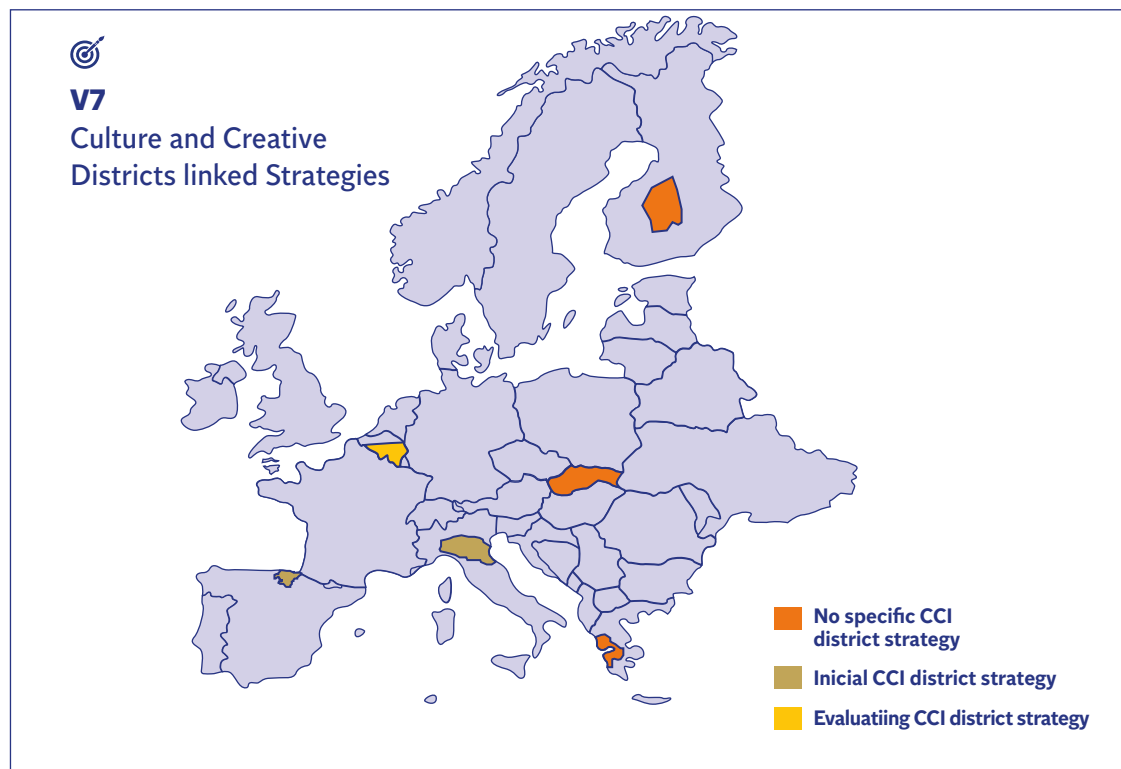 V7
Culture and Creative
Districts linked Strategies
No specific CCI
district strategy
Inicial CCI district strategy
Evaluatiing CCI district strategy